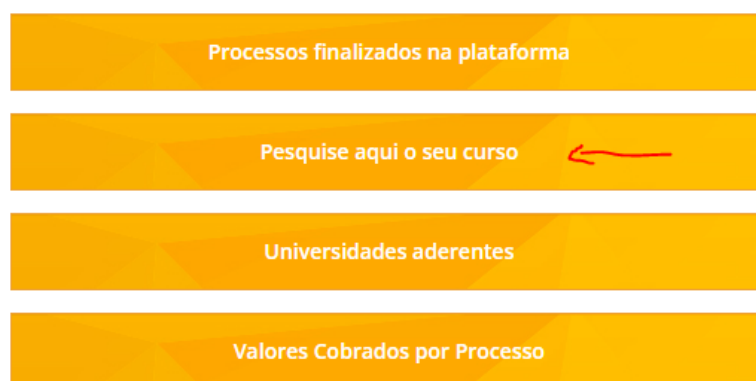 Processos finalizados na plataforma
Pesquise aqui o seu curso
Universidades aderentes
Valores Cobrados por Processo